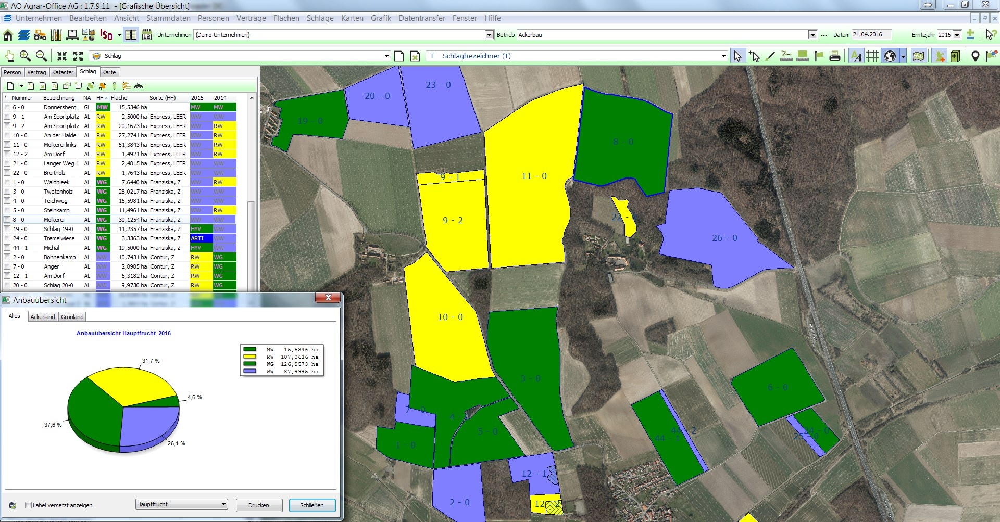 AO Agrar-Office AG : 1.7.9.11 - [Grafische Übersicht]
Unternehmen Bearbeiten Ansicht Stammdaten Personen Verträge Flächen Schläge Karten Grafik Datentransfer Fenster Hilfe
ISO 12 Unternehmen {Demo-Unternehmen} Betrieb Ackerbau ... Datum 21.04.2016 Erntejahr 2016
Schlag T Schlagbezeichner (T)
Person Vertrag Kataster Schlag Karte
* Nummer Bezeichnung NA HF Fläche Sorte (HF) 2015 2014
6 - 0 Donnersberg GL MW 15,5346 ha MW MW
9 - 1 Am Sportplatz AL RW 2,5000 ha Express, LEER WW WW
9 - 2 Am Sportplatz AL RW 20,1673 ha Express, LEER WW RW
10 - 0 An der Halde AL RW 27,2741 ha Express, LEER WW RW
11 - 0 Molkerei links AL RW 51,3843 ha Express, LEER WW RW
12 - 2 Am Dorf AL RW 1,4921 ha Express, LEER WW RW
21 - 0 Langer Weg 1 AL RW 2,4815 ha Express, LEER WW WW
22 - 0 Breitholz AL RW 1,7643 ha Express, LEER WW WW
1 - 0 Waldbleek AL WG 7,6440 ha Franziska, Z WW RW
3 - 0 Twetenholz AL WG 28,0217 ha Franziska, Z WW WW
4 - 0 Teichweg AL WG 15,5981 ha Franziska, Z WW WW
5 - 0 Steinkamp AL WG 11,4961 ha Franziska, Z WW RW
8 - 0 Molkerei AL WG 30,1254 ha Franziska, Z WW WW
19 - 0 Schlag 19-0 AL WG 11,2357 ha Franziska, Z HYV WW
24 - 0 Tremelwiese AL WG 3,3363 ha Franziska, Z ARTI WW
44 - 1 Michal AL WG 19,5000 ha Franziska, Z HYV WW
2 - 0 Bohnenkamp AL WW 10,7431 ha Contur, Z RW WG
7 - 0 Anger AL WW 2,8985 ha Contur, Z RW WG
12 - 1 Am Dorf AL WW 5,3182 ha Contur, Z RW WG
20 - 0 Schlag 20-0 AL WW 9,9730 ha Contur, Z RW WG
Anbauübersicht
Alles Ackerland Grünland
Anbauübersicht Hauptfrucht 2016
MW 15,5346 ha
RW 107,0636 ha
WG 126,9573 ha
WW 87,9995 ha
31,7 %
4,6 %
37,6 %
26,1 %
Label versetzt anzeigen Hauptfrucht Drucken Schließen
23 - 0
20 - 0
19 - 0
8 - 0
11 - 0
9 - 1
9 - 2
22 - 0
26 - 0
10 - 0
3 - 0
6 - 0
7 - 0
4 -
5 - 0
44 - 2
24 - 0
25 - 0
44 - 1
1 - 0
12 - 1
2 - 0
12 - 2